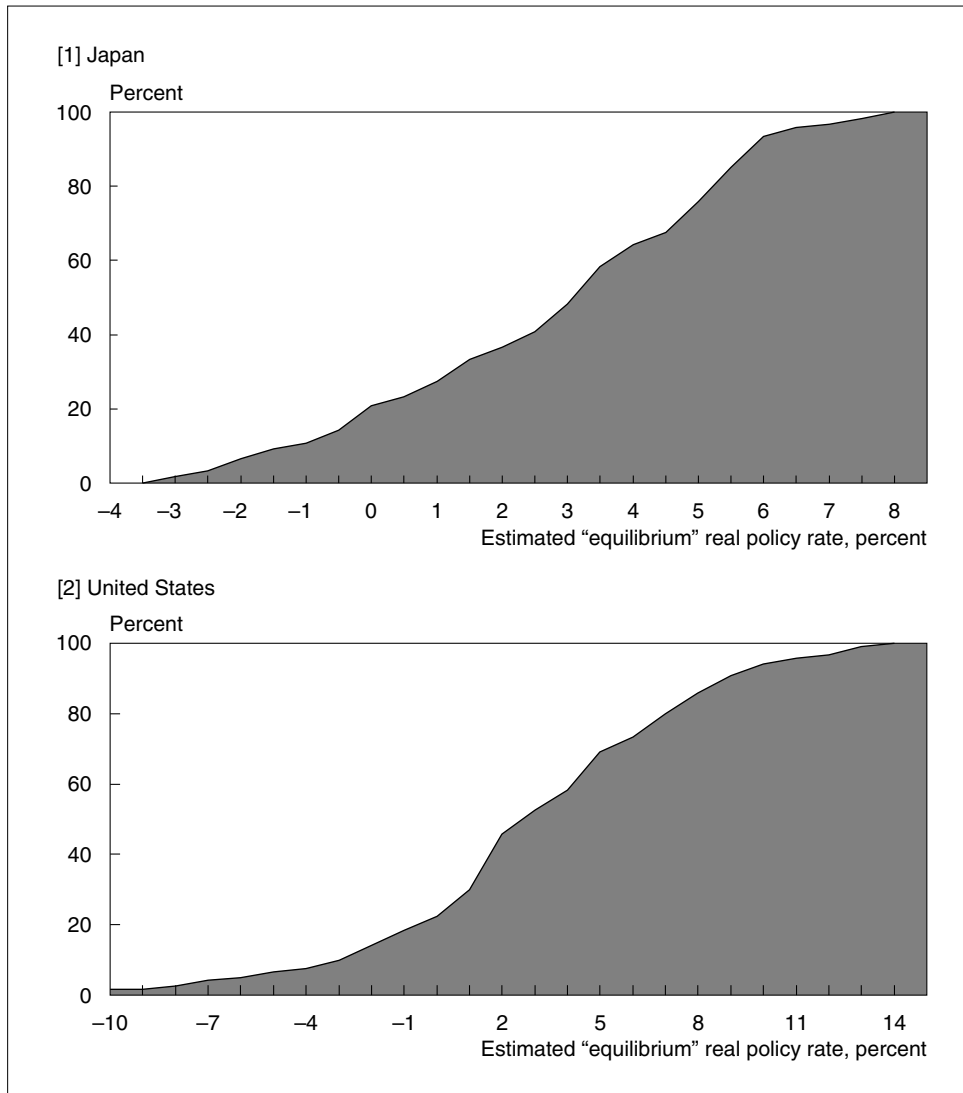 [1] Japan
Percent
100
80
60
40
20
0
–4 –3 –2 –1 0 1 2 3 4 5 6 7 8
Estimated “equilibrium” real policy rate, percent
[2] United States
Percent
100
80
60
40
20
0
–10 –7 –4 –1 2 5 8 11 14
Estimated “equilibrium” real policy rate, percent